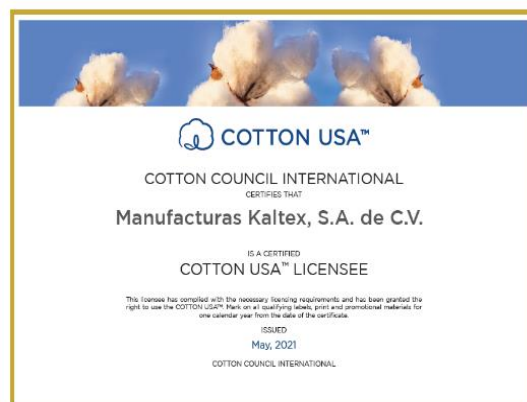 COTTON USA™
COTTON COUNCIL INTERNATIONAL
CERTIFIES THAT
Manufacturas Kaltex, S.A. de C.V.
IS A CERTIFIED
COTTON USA™ LICENSEE
This licensee has complied with the necessary licensing requirements and has been granted the
right to use the COTTON USA™ Mark on all qualifying labels, print and promotional materials for
one calendar year from the date of the certificate.
ISSUED
May, 2021
COTTON COUNCIL INTERNATIONAL